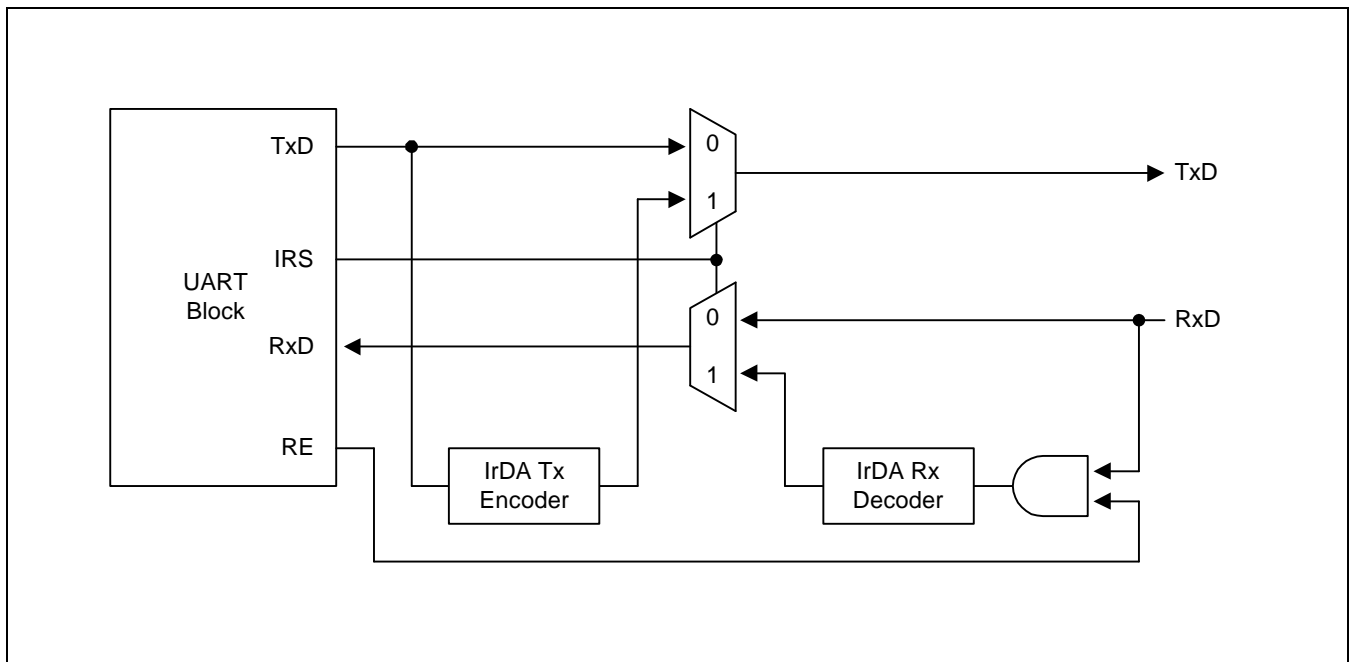 TxD
IRS
UART
Block
RxD
RE
0
1
TxD
0
1
RxD
IrDA Tx
Encoder
IrDA Rx
Decoder